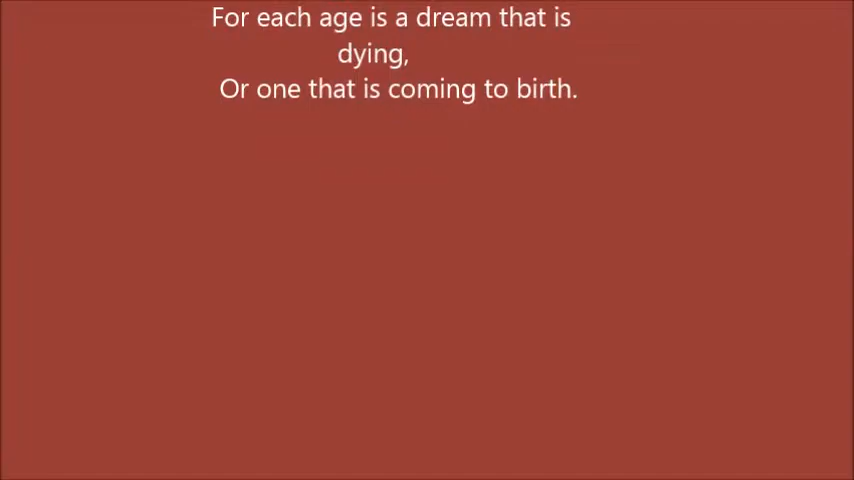 For each age is a dream that is
dying,
Or one that is coming to birth.